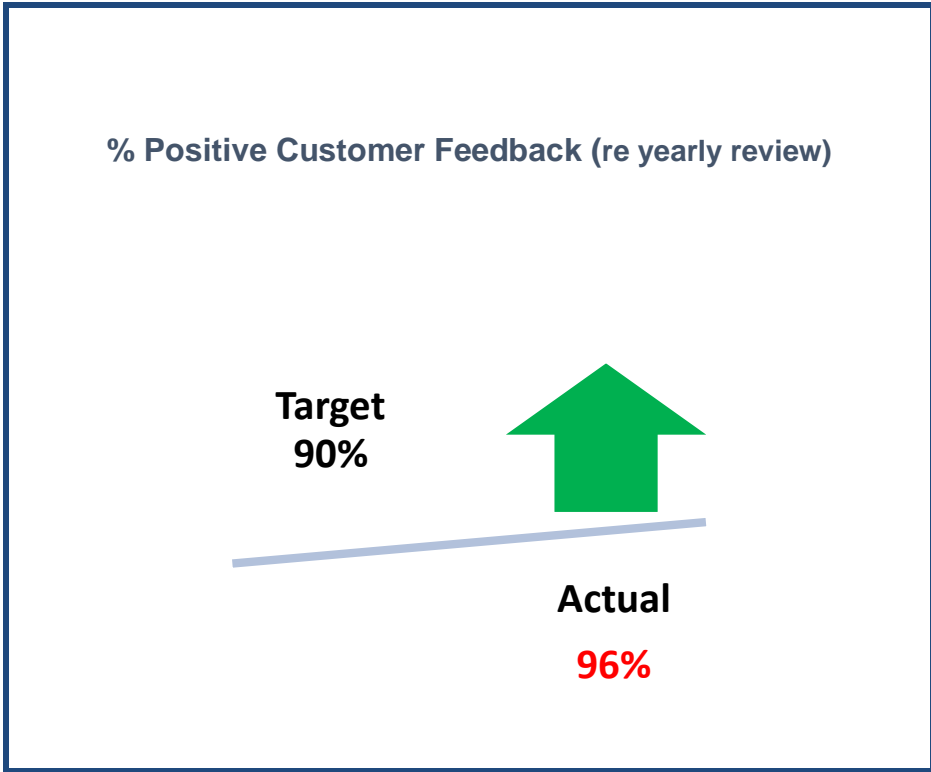 % Positive Customer Feedback (re yearly review)
Target
90%
Actual
96%